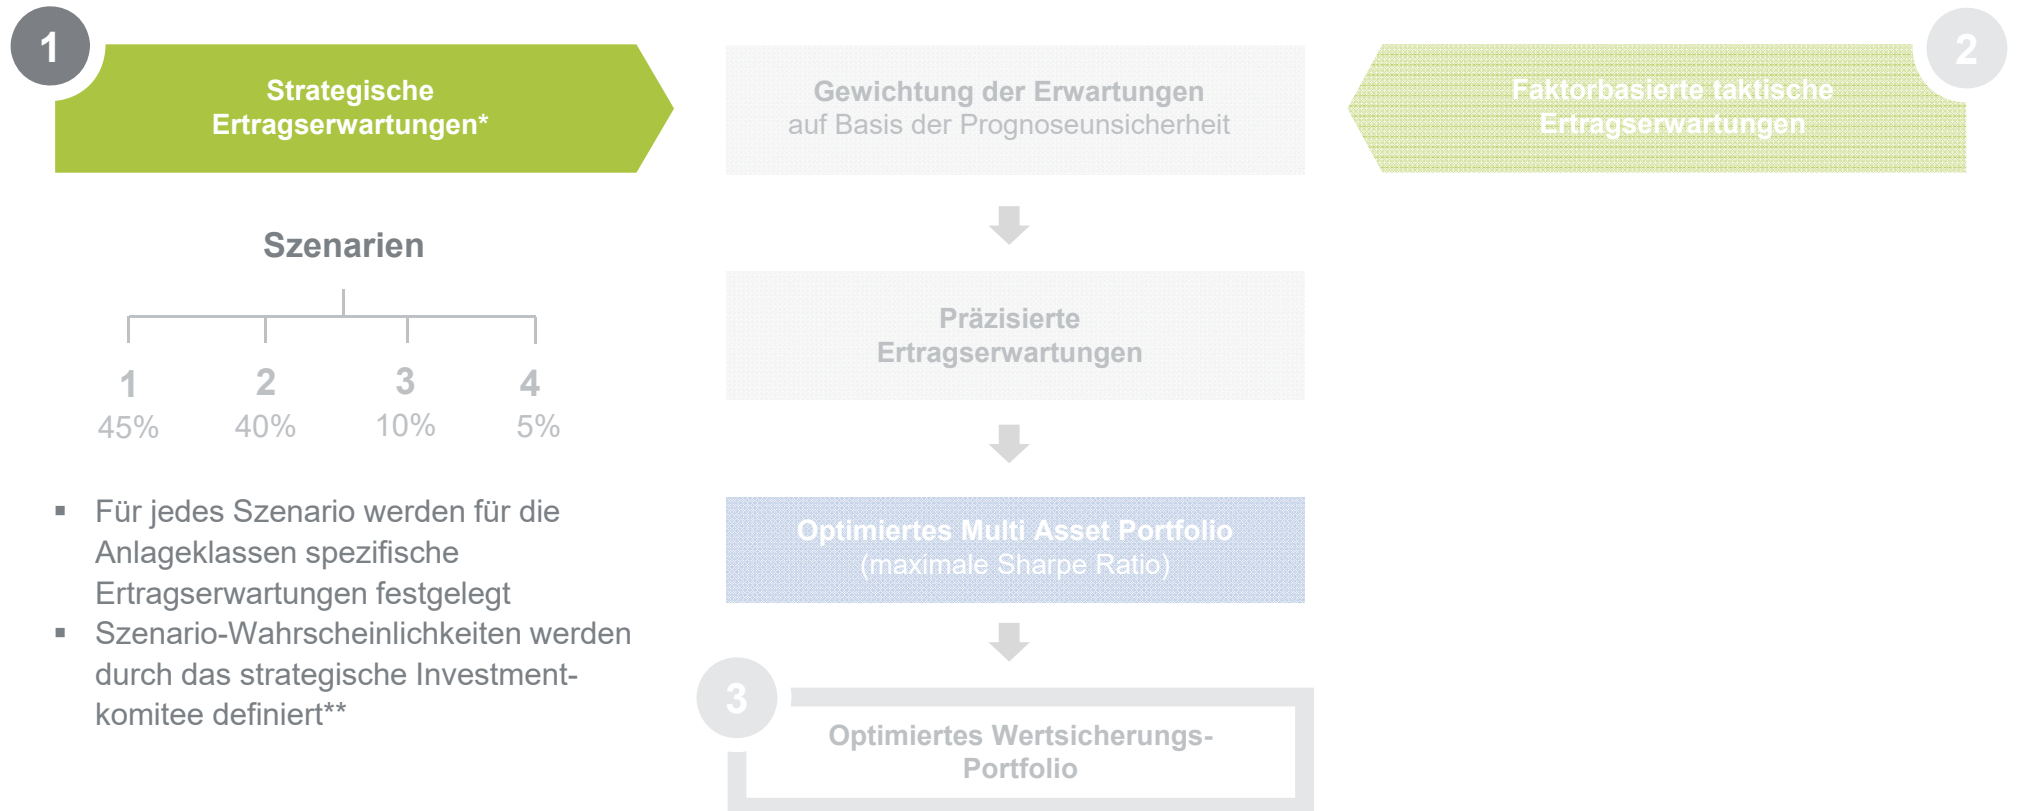 1
Strategische
Ertragserwartungen*
Szenarien
1 2 3 4
45% 40% 10% 5%
▪ Für jedes Szenario werden für die
Anlageklassen spezifische
Ertragserwartungen festgelegt
▪ Szenario-Wahrscheinlichkeiten werden
durch das strategische Investment-
komitee definiert**
Gewichtung der Erwartungen
auf Basis der Prognoseunsicherheit
Präzisierte
Ertragserwartungen
Optimiertes Multi Asset Portfolio
(maximale Sharpe Ratio)
3
Optimiertes Wertsicherungs-
Portfolio
2
Faktorbasierte taktische
Ertragserwartungen